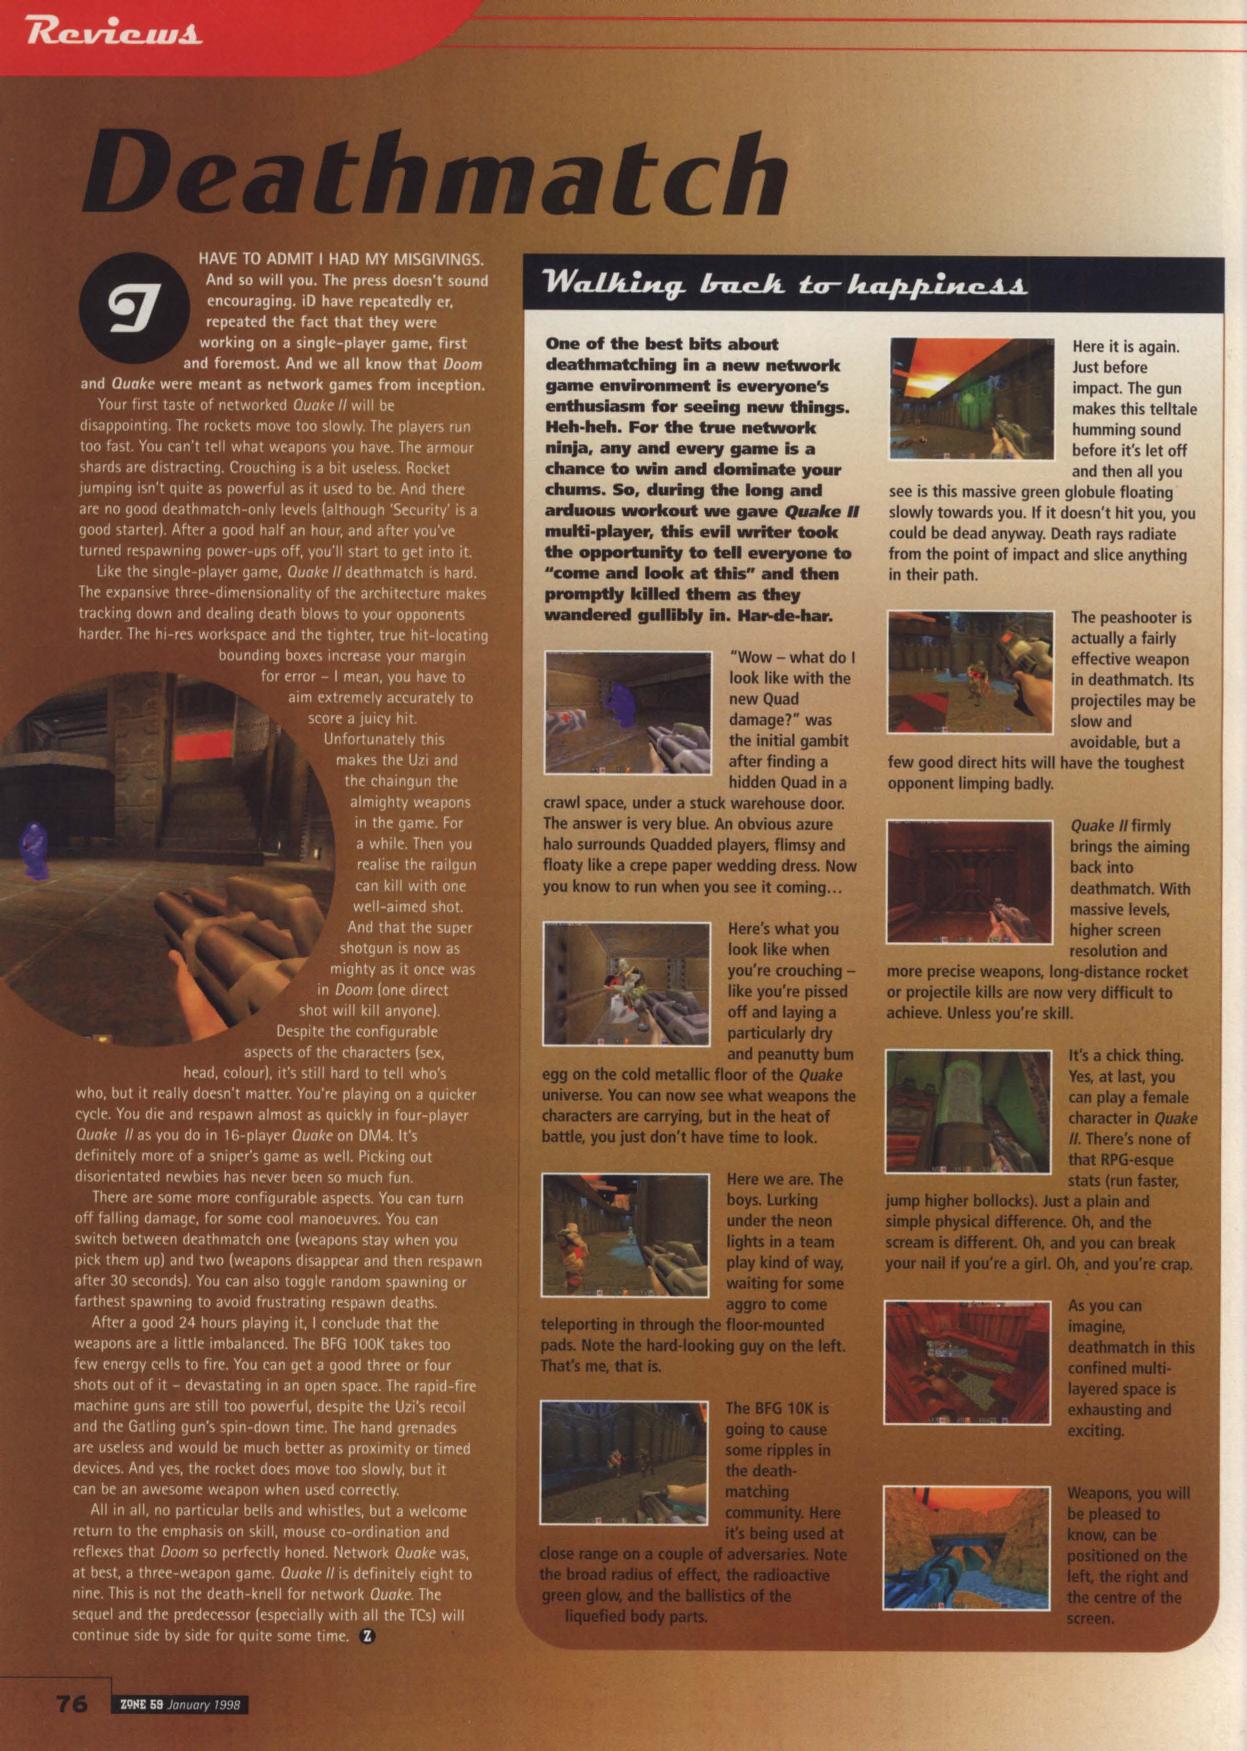 Reviews
Deathmatch
I HAVE TO ADMIT I HAD MY MISGIVINGS.
And so will you. The press doesn't sound
encouraging. iD have repeatedly er,
repeated the fact that they were
working on a single-player game, first
and foremost. And we all know that Doom
and Quake were meant as network games from inception.
Your first taste of networked Quake II will be
disappointing. The rockets move too slowly. The players run
too fast. You can't tell what weapons you have. The armour
shards are distracting. Crouching is a bit useless. Rocket
jumping isn't quite as powerful as it used to be. And there
are no good deathmatch-only levels (although 'Security' is a
good starter). After a good half an hour, and after you've
turned respawning power-ups off, you'll start to get into it.
Like the single-player game, Quake II deathmatch is hard.
The expansive three-dimensionality of the architecture makes
tracking down and dealing death blows to your opponents
harder. The hi-res workspace and the tighter, true hit-locating
bounding boxes increase your margin
for error – I mean, you have to
aim extremely accurately to
score a juicy hit.
Unfortunately this
makes the Uzi and
the chaingun the
almighty weapons
in the game. For
a while. Then you
realise the railgun
can kill with one
well-aimed shot.
And that the super
shotgun is now as
mighty as it once was
in Doom (one direct
shot will kill anyone).
Despite the configurable
aspects of the characters (sex,
head, colour), it's still hard to tell who's
who, but it really doesn't matter. You're playing on a quicker
cycle. You die and respawn almost as quickly in four-player
Quake II as you do in 16-player Quake on DM4. It's
definitely more of a sniper's game as well. Picking out
disorientated newbies has never been so much fun.
There are some more configurable aspects. You can turn
off falling damage, for some cool manoeuvres. You can
switch between deathmatch one (weapons stay when you
pick them up) and two (weapons disappear and then respawn
after 30 seconds). You can also toggle random spawning or
farthest spawning to avoid frustrating respawn deaths.
After a good 24 hours playing it, I conclude that the
weapons are a little imbalanced. The BFG 100K takes too
few energy cells to fire. You can get a good three or four
shots out of it – devastating in an open space. The rapid-fire
machine guns are still too powerful, despite the Uzi's recoil
and the Gatling gun's spin-down time. The hand grenades
are useless and would be much better as proximity or timed
devices. And yes, the rocket does move too slowly, but it
can be an awesome weapon when used correctly.
All in all, no particular bells and whistles, but a welcome
return to the emphasis on skill, mouse co-ordination and
reflexes that Doom so perfectly honed. Network Quake was,
at best, a three-weapon game. Quake II is definitely eight to
nine. This is not the death-knell for network Quake. The
sequel and the predecessor (especially with all the TCs) will
continue side by side for quite some time. Z
Walking back to happiness
One of the best bits about
deathmatching in a new network
game environment is everyone's
enthusiasm for seeing new things.
Heh-heh. For the true network
ninja, any and every game is a
chance to win and dominate your
chums. So, during the long and
arduous workout we gave Quake II
multi-player, this evil writer took
the opportunity to tell everyone to
"come and look at this" and then
promptly killed them as they
wandered gullibly in. Har-de-har.
"Wow – what do I
look like with the
new Quad
damage?" was
the initial gambit
after finding a
hidden Quad in a
crawl space, under a stuck warehouse door.
The answer is very blue. An obvious azure
halo surrounds Quadded players, flimsy and
floaty like a crepe paper wedding dress. Now
you know to run when you see it coming...
Here's what you
look like when
you're crouching –
like you're pissed
off and laying a
particularly dry
and peanutty bum
egg on the cold metallic floor of the Quake
universe. You can now see what weapons the
characters are carrying, but in the heat of
battle, you just don't have time to look.
Here we are. The
boys. Lurking
under the neon
lights in a team
play kind of way,
waiting for some
aggro to come
teleporting in through the floor-mounted
pads. Note the hard-looking guy on the left.
That's me, that is.
The BFG 10K is
going to cause
some ripples in
the death-
matching
community. Here
it's being used at
close range on a couple of adversaries. Note
the broad radius of effect, the radioactive
green glow, and the ballistics of the
liquefied body parts.
Here it is again.
Just before
impact. The gun
makes this telltale
humming sound
before it's let off
and then all you
see is this massive green globule floating
slowly towards you. If it doesn't hit you, you
could be dead anyway. Death rays radiate
from the point of impact and slice anything
in their path.
The peashooter is
actually a fairly
effective weapon
in deathmatch. Its
projectiles may be
slow and
avoidable, but a
few good direct hits will have the toughest
opponent limping badly.
Quake II firmly
brings the aiming
back into
deathmatch. With
massive levels,
higher screen
resolution and
more precise weapons, long-distance rocket
or projectile kills are now very difficult to
achieve. Unless you're skill.
It's a chick thing.
Yes, at last, you
can play a female
character in Quake
II. There's none of
that RPG-esque
stats (run faster,
jump higher bollocks). Just a plain and
simple physical difference. Oh, and the
scream is different. Oh, and you can break
your nail if you're a girl. Oh, and you're crap.
As you can
imagine,
deathmatch in this
confined multi-
layered space is
exhausting and
exciting.
Weapons, you will
be pleased to
know, can be
positioned on the
left, the right and
the centre of the
screen.
76 ZONE 59 January 1998